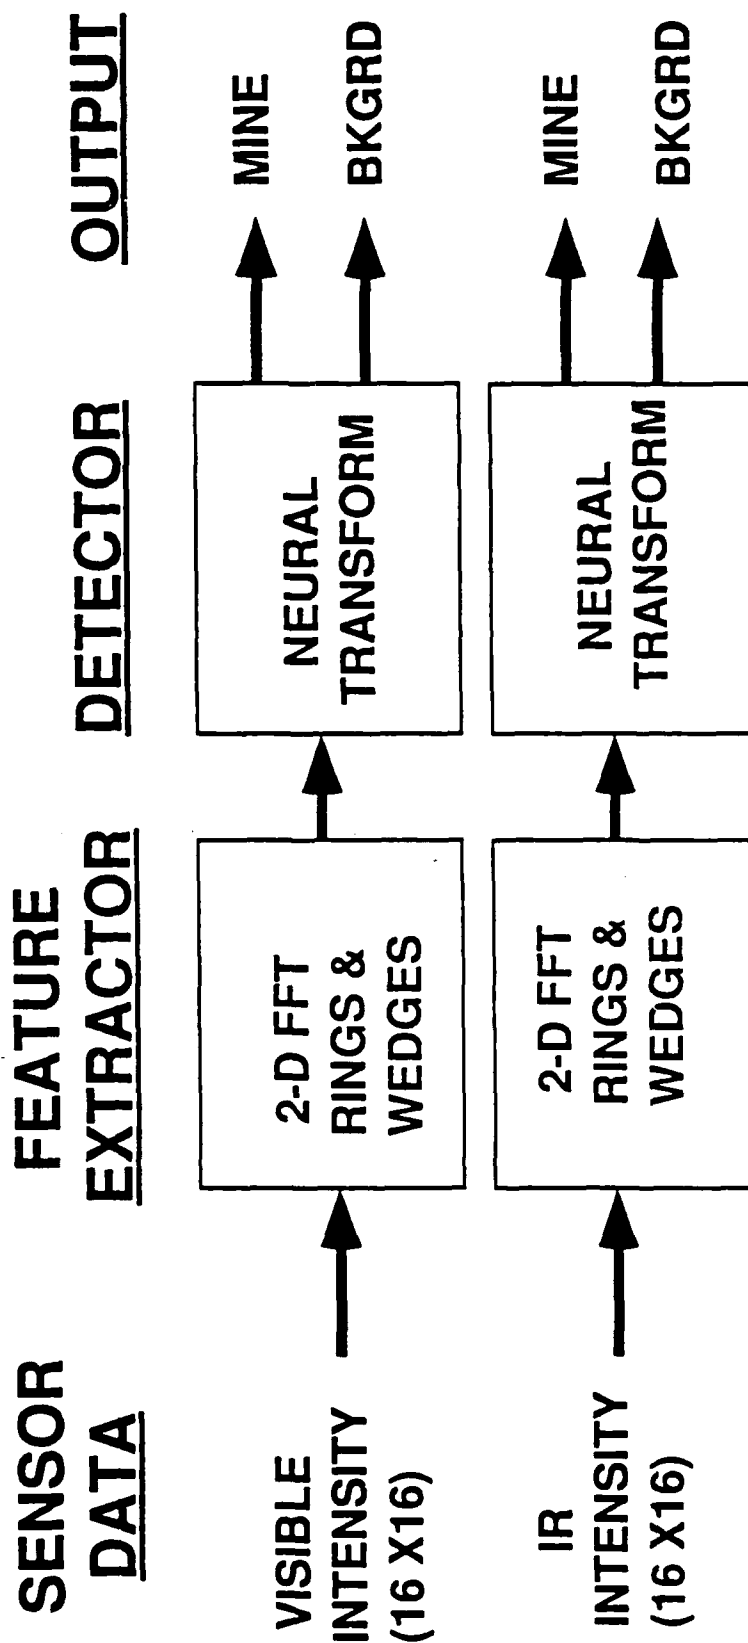 SENSOR
DATA
FEATURE
EXTRACTOR
DETECTOR
OUTPUT
VISIBLE
INTENSITY
(16 X16)
2-D FFT
RINGS &
WEDGES
NEURAL
TRANSFORM
MINE
BKGRD
IR
INTENSITY
(16 X16)
2-D FFT
RINGS &
WEDGES
NEURAL
TRANSFORM
MINE
BKGRD